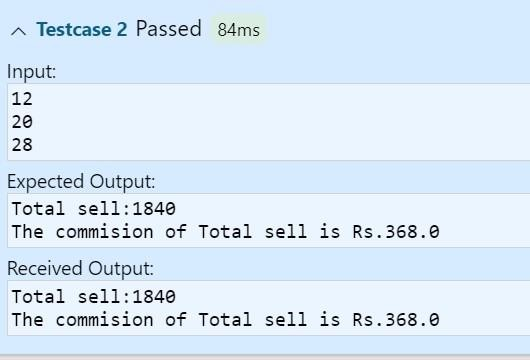 Testcase 2 Passed 84ms
Input:
12
20
28
Expected Output:
Total sell:1840
The commision of Total sell is Rs.368.0
Received Output:
Total sell:1840
The commision of Total sell is Rs.368.0